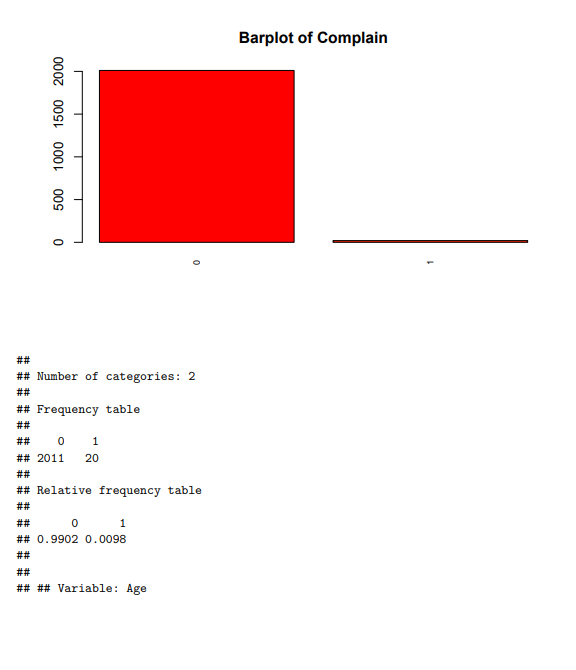 Barplot of Complain
2000
1500
1000
500
0
0
1
##
## Number of categories: 2
##
## Frequency table
##
##    0    1
## 2011   20
##
## Relative frequency table
##
##      0      1
## 0.9902 0.0098
##
##
## ## Variable: Age